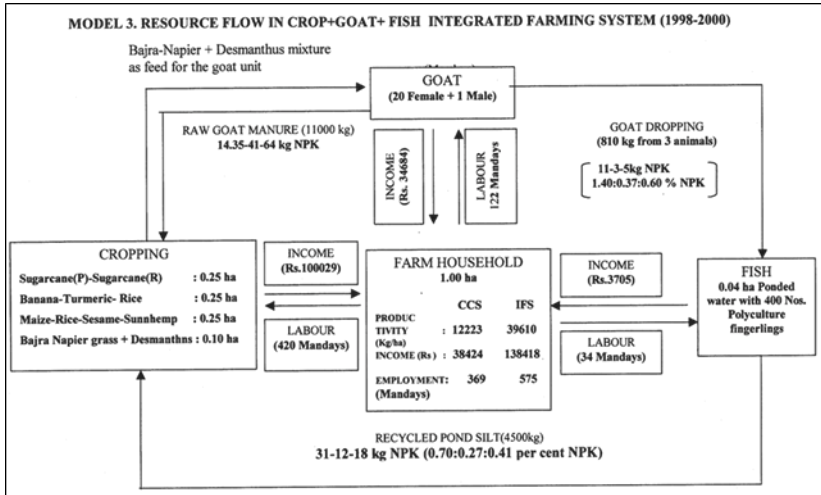 MODEL 3. RESOURCE FLOW IN CROP+GOAT+ FISH INTEGRATED FARMING SYSTEM (1998-2000)
Bajra-Napier + Desmanthus mixture
as feed for the goat unit
GOAT
(20 Female + 1 Male)
RAW GOAT MANURE (11000 kg)
14.35-41-64 kg NPK
INCOME
(Rs. 34684)
LABOUR
122 Mandays
GOAT DROPPING
(810 kg from 3 animals)
11-3-5kg NPK
1.40:0.37:0.60 % NPK
CROPPING
Sugarcane(P)-Sugarcane(R) : 0.25 ha
Banana-Turmeric- Rice : 0.25 ha
Maize-Rice-Sesame-Sunnhemp : 0.25 ha
Bajra Napier grass + Desmanthns : 0.10 ha
INCOME
(Rs.100029)
LABOUR
(420 Mandays)
FARM HOUSEHOLD
1.00 ha
CCS IFS
PRODUC
TIVITY : 12223 39610
(Kg/ha)
INCOME (Rs) : 38424 138418
EMPLOYMENT: 369 575
(Mandays)
INCOME
(Rs.3705)
LABOUR
(34 Mandays)
FISH
0.04 ha Ponded
water with 400 Nos.
Polyculture
fingerlings
RECYCLED POND SILT(4500kg)
31-12-18 kg NPK (0.70:0.27:0.41 per cent NPK)